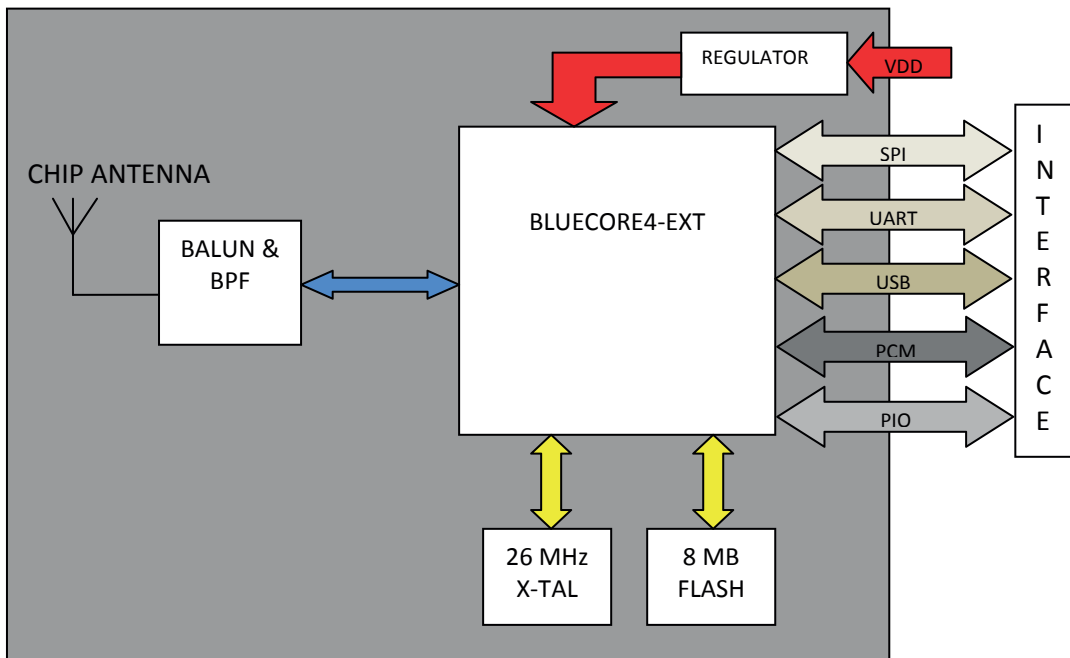 REGULATOR
VDD
CHIP ANTENNA
BALUN &
BPF
BLUECORE4-EXT
SPI
UART
USB
PCM
PIO
INTERFACE
26 MHz
X-TAL
8 MB
FLASH